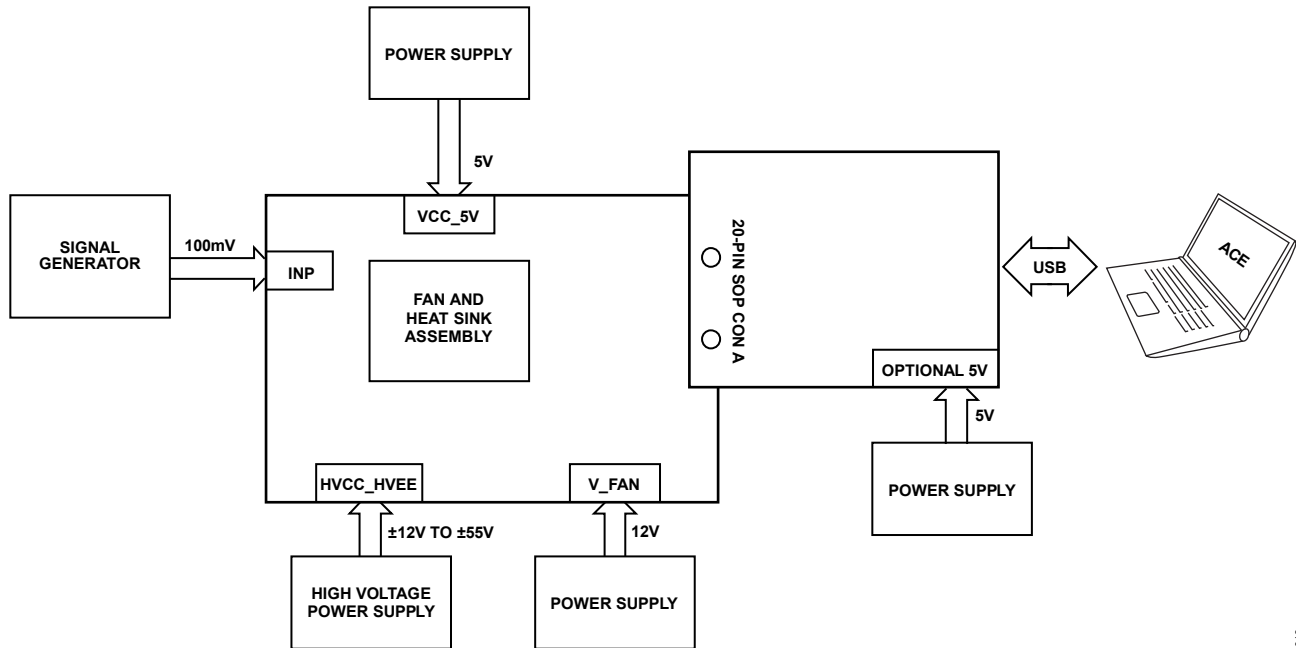 POWER SUPPLY
5V
VCC_5V
SIGNAL
GENERATOR
100mV
INP
FAN AND
HEAT SINK
ASSEMBLY
20-PIN SOP CON A
USB
ACE
OPTIONAL 5V
5V
POWER SUPPLY
HVCC_HVEE
V_FAN
±12V TO ±55V
12V
HIGH VOLTAGE
POWER SUPPLY
POWER SUPPLY